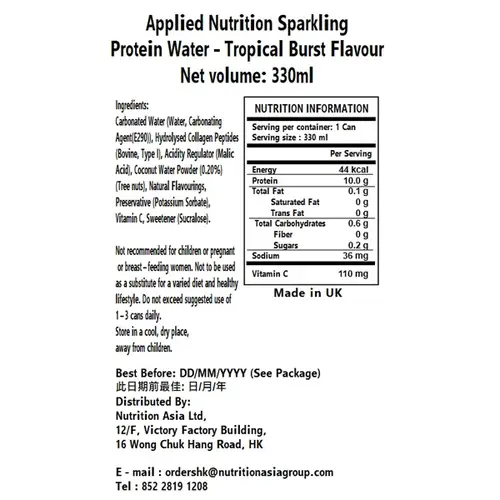 Applied Nutrition Sparkling
Protein Water - Tropical Burst Flavour
Net volume: 330ml
Ingredients:
Carbonated Water (Water, Carbonating
Agent(E290)), Hydrolysed Collagen Peptides
(Bovine, Type I), Acidity Regulator (Malic
Acid), Coconut Water Powder (0.20%)
(Tree nuts), Natural Flavourings,
Preservative (Potassium Sorbate),
Vitamin C, Sweetener (Sucralose).
Not recommended for children or pregnant
or breast-feeding women. Not to be used
as a substitute for a varied diet and healthy
lifestyle. Do not exceed suggested use of
1-3 cans daily.
Store in a cool, dry place,
away from children.
NUTRITION INFORMATION
Serving per container: 1 Can
Serving size : 330 ml
Per Serving
Energy 44 kcal
Protein 10.0 g
Total Fat 0.1 g
Saturated Fat 0 g
Trans Fat 0 g
Total Carbohydrates 0.6 g
Fiber 0 g
Sugars 0.2 g
Sodium 36 mg
Vitamin C 110 mg
Made in UK
Best Before: DD/MM/YYYY (See Package)
此日期前最佳: 日/月/年
Distributed By:
Nutrition Asia Ltd,
12/F, Victory Factory Building,
16 Wong Chuk Hang Road, HK
E - mail : ordershk@nutritionasiagroup.com
Tel : 852 2819 1208